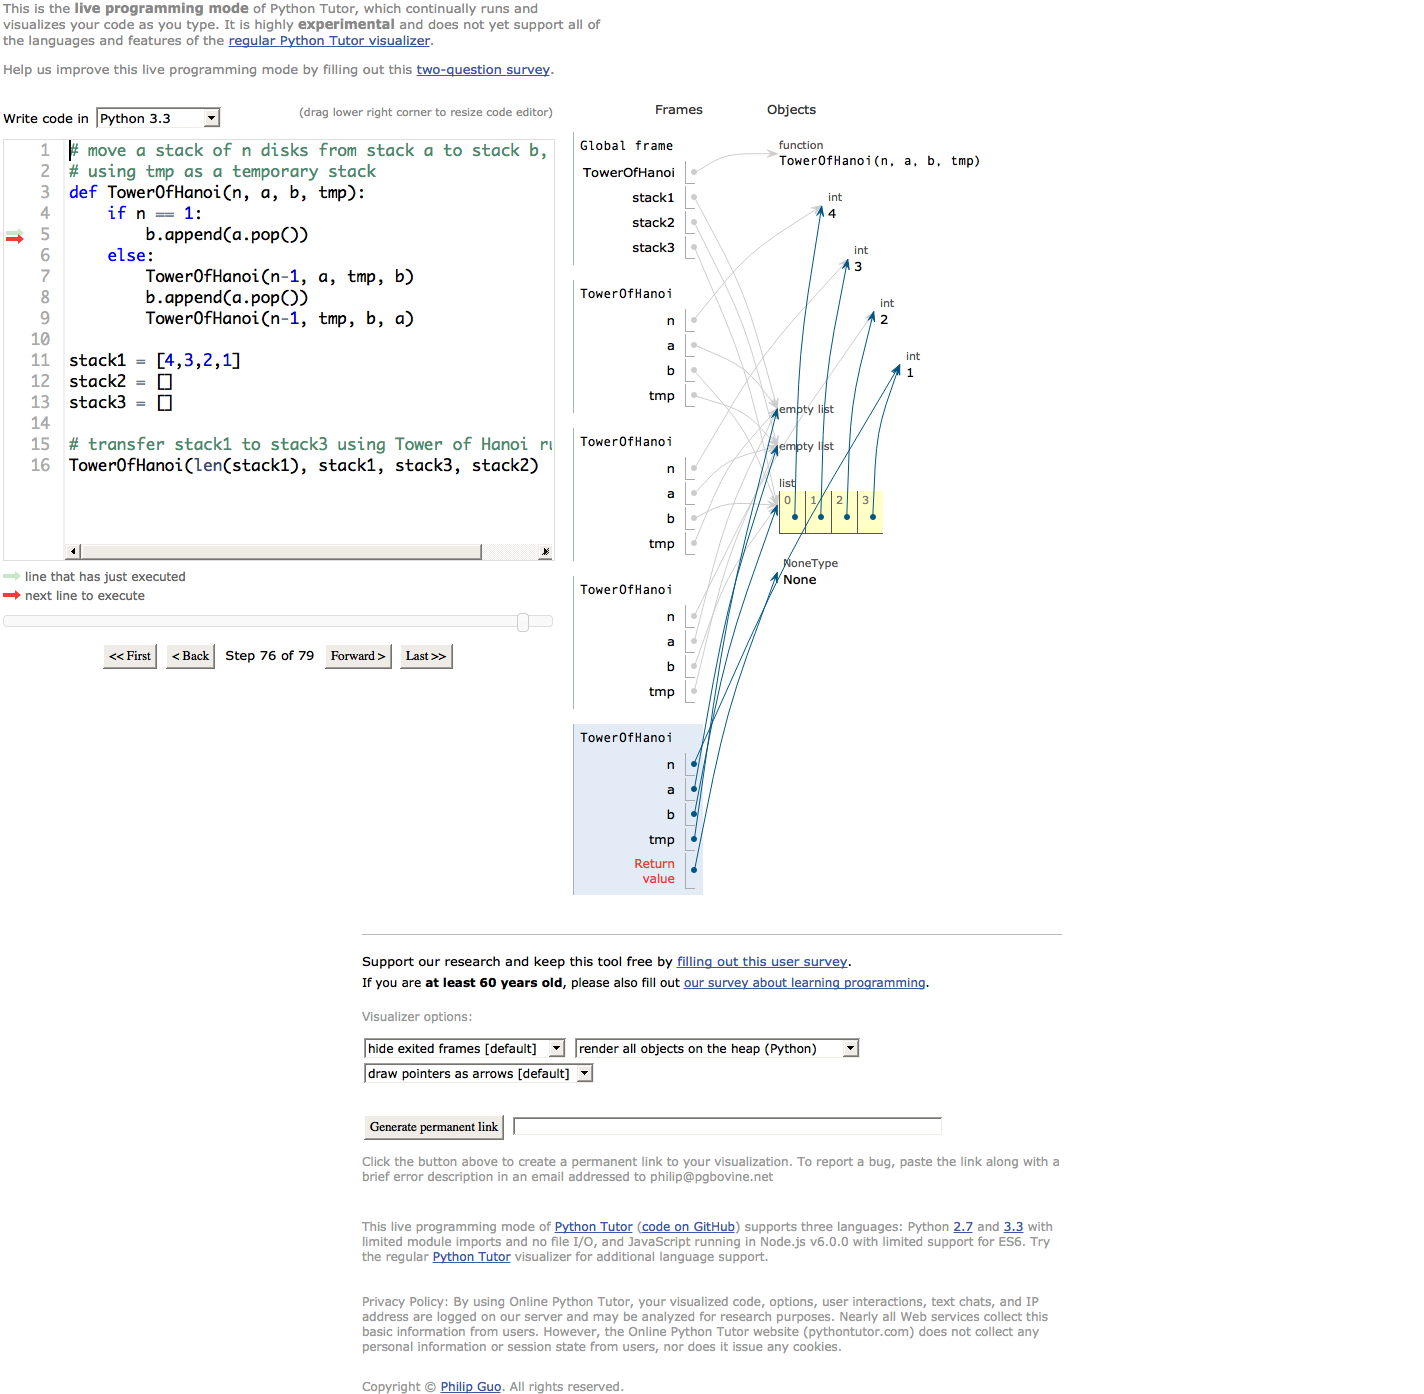 This is the live programming mode of Python Tutor, which continually runs and
visualizes your code as you type. It is highly experimental and does not yet support all of
the languages and features of the regular Python Tutor visualizer.
Help us improve this live programming mode by filling out this two-question survey.
Write code in Python 3.3
(drag lower right corner to resize code editor)
1 # move a stack of n disks from stack a to stack b,
2 # using tmp as a temporary stack
3 def TowerOfHanoi(n, a, b, tmp):
4     if n == 1:
5         b.append(a.pop())
6     else:
7         TowerOfHanoi(n-1, a, tmp, b)
8         b.append(a.pop())
9         TowerOfHanoi(n-1, tmp, b, a)
10
11 stack1 = [4,3,2,1]
12 stack2 = []
13 stack3 = []
14
15 # transfer stack1 to stack3 using Tower of Hanoi
16 TowerOfHanoi(len(stack1), stack1, stack3, stack2)
line that has just executed
next line to execute
<< First < Back Step 76 of 79 Forward > Last >>
Frames Objects
Global frame
TowerOfHanoi
stack1
stack2
stack3
TowerOfHanoi
n
a
b
tmp
TowerOfHanoi
n
a
b
tmp
TowerOfHanoi
n
a
b
tmp
TowerOfHanoi
n
a
b
tmp
Return
value
function
TowerOfHanoi(n, a, b, tmp)
int
4
int
3
int
2
int
1
empty list
empty list
list
0 1 2 3
NoneType
None
Support our research and keep this tool free by filling out this user survey.
If you are at least 60 years old, please also fill out our survey about learning programming.
Visualizer options:
hide exited frames [default] render all objects on the heap (Python)
draw pointers as arrows [default]
Generate permanent link
Click the button above to create a permanent link to your visualization. To report a bug, paste the link along with a
brief error description in an email addressed to philip@pgbovine.net
This live programming mode of Python Tutor (code on GitHub) supports three languages: Python 2.7 and 3.3 with
limited module imports and no file I/O, and JavaScript running in Node.js v6.0.0 with limited support for ES6. Try
the regular Python Tutor visualizer for additional language support.
Privacy Policy: By using Online Python Tutor, your visualized code, options, user interactions, text chats, and IP
address are logged on our server and may be analyzed for research purposes. Nearly all Web services collect this
basic information from users. However, the Online Python Tutor website (pythontutor.com) does not collect any
personal information or session state from users, nor does it issue any cookies.
Copyright © Philip Guo. All rights reserved.